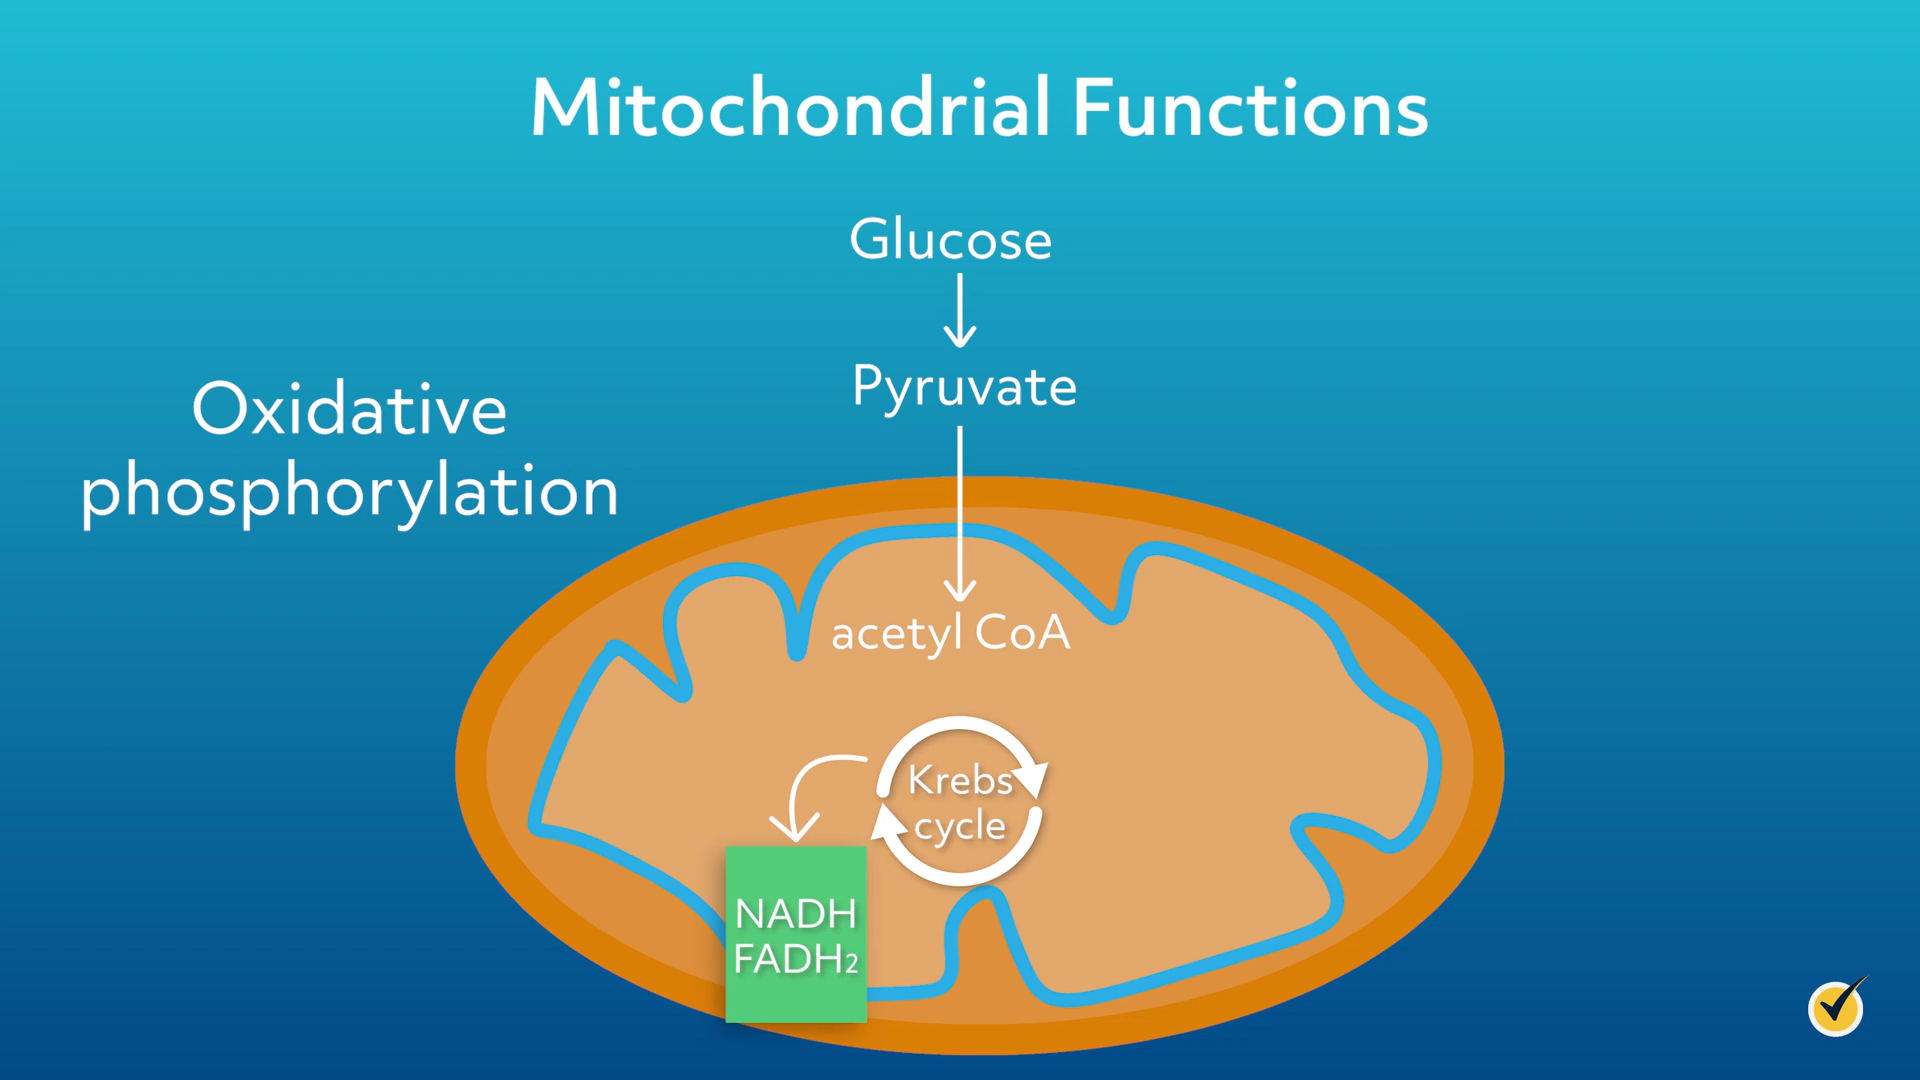 Mitochondrial Functions
Glucose
Pyruvate
Oxidative
phosphorylation
acetyl CoA
Krebs
cycle
NADH
FADH₂